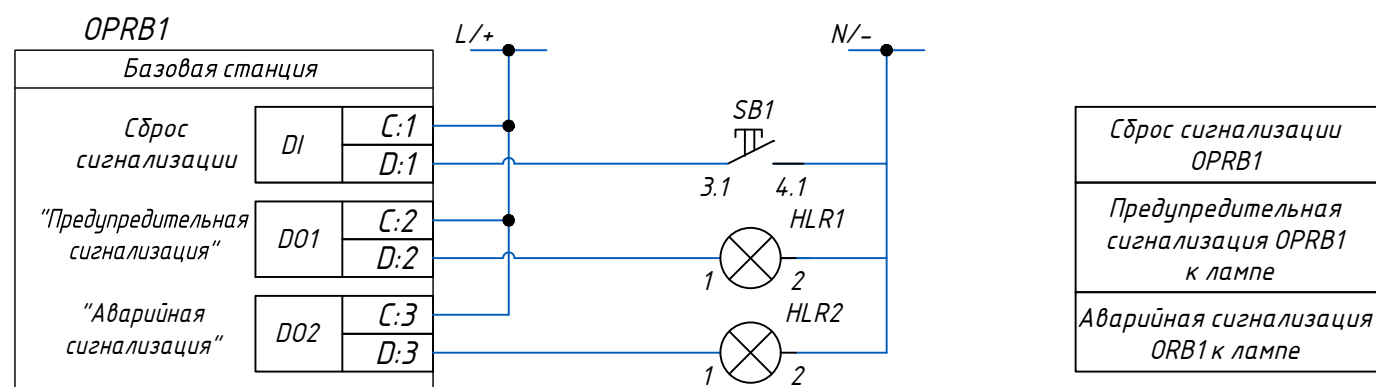 OPRB1
L/+
N/-
Базовая станция
Сброс
сигнализации
DI
C:1
D:1
SB1
3.1
4.1
"Предупредительная
сигнализация"
DO1
C:2
D:2
HLR1
1
2
"Аварийная
сигнализация"
DO2
C:3
D:3
HLR2
1
2
Сброс сигнализации
OPRB1
Предупредительная
сигнализация OPRB1
к лампе
Аварийная сигнализация
ORB1 к лампе